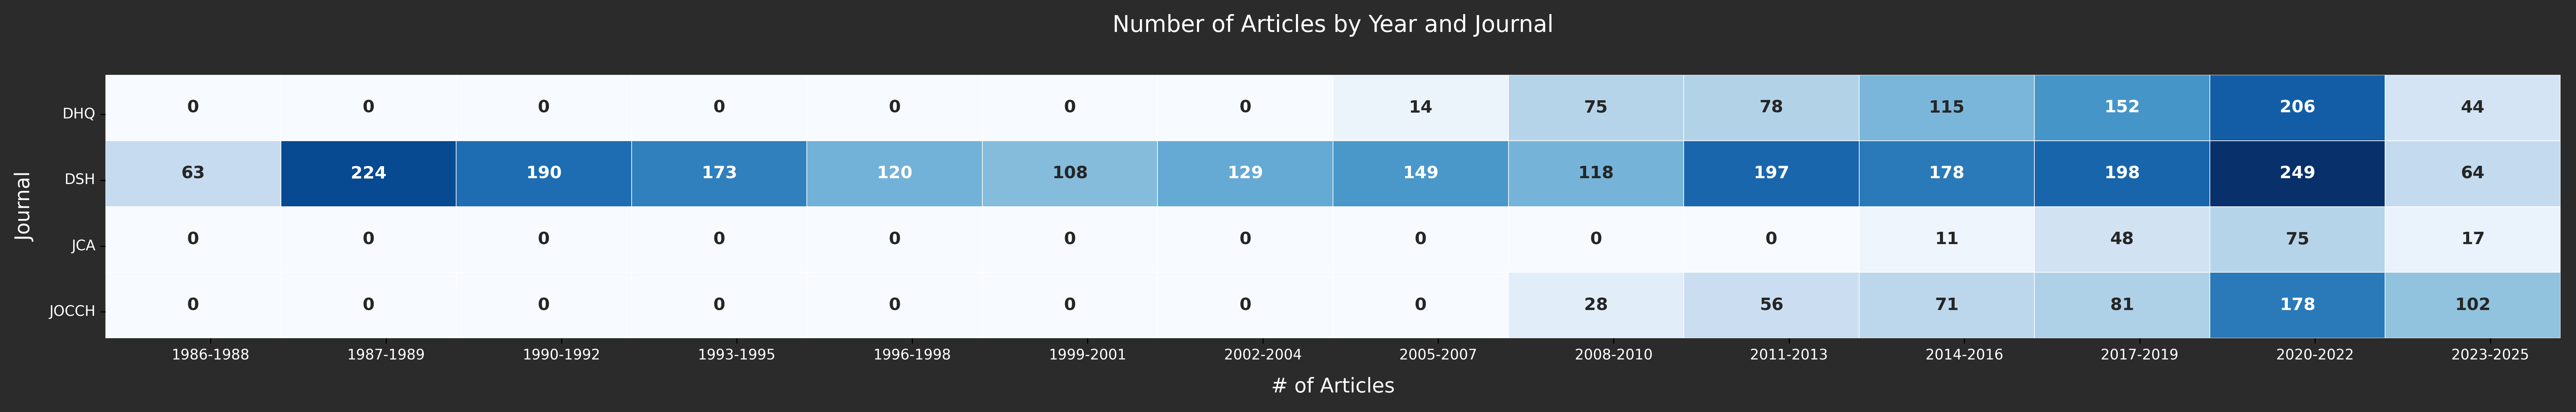 Number of Articles by Year and Journal
Journal
DHQ 0 0 0 0 0 0 0 14 75 78 115 152 206 44
DSH 63 224 190 173 120 108 129 149 118 197 178 198 249 64
JCA 0 0 0 0 0 0 0 0 0 0 11 48 75 17
JOCCH 0 0 0 0 0 0 0 0 28 56 71 81 178 102
1986-1988 1987-1989 1990-1992 1993-1995 1996-1998 1999-2001 2002-2004 2005-2007 2008-2010 2011-2013 2014-2016 2017-2019 2020-2022 2023-2025
# of Articles